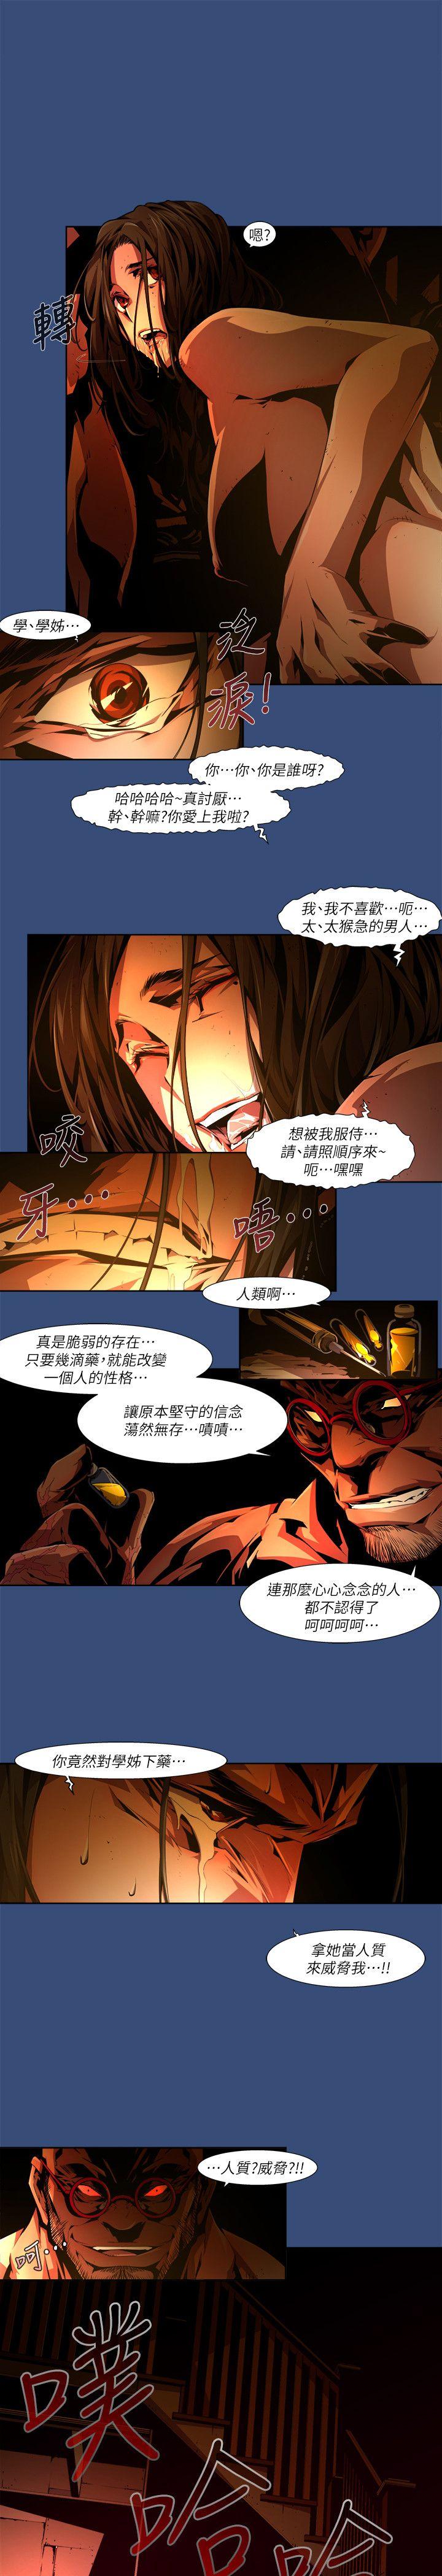 嗯?
轉
學、學姊…
泣
淚!
你…你、你是誰呀?
哈哈哈哈~真討厭…
幹、幹嘛?你愛上我啦?
我、我不喜歡…呃…
太、太猴急的男人…
想被我服侍…
請、請照順序來~
呃…嘿嘿
咬
牙…
唔…
人類啊…
真是脆弱的存在…
只要幾滴藥,就能改變
一個人的性格…
讓原本堅守的信念
蕩然無存…嘖嘖…
連那麼心心念念的人…
都不認得了
呵呵呵呵…
你竟然對學姊下藥…
拿她當人質
來威脅我…!!
…人質?威脅?!!
呵…
噗
哈
哈